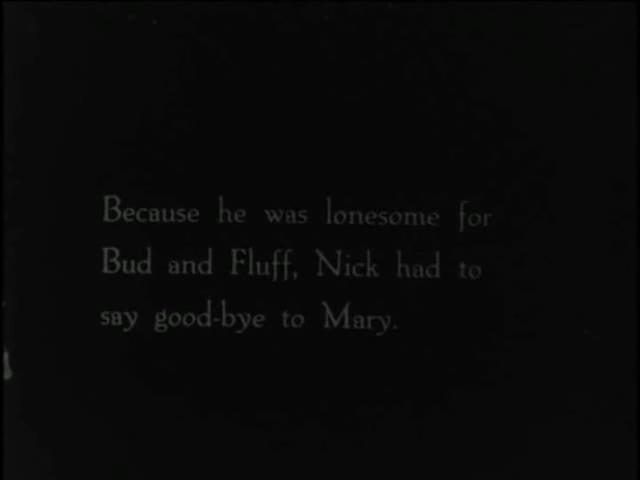 Because he was lonesome for
Bud and Fluff, Nick had to
say good-bye to Mary.